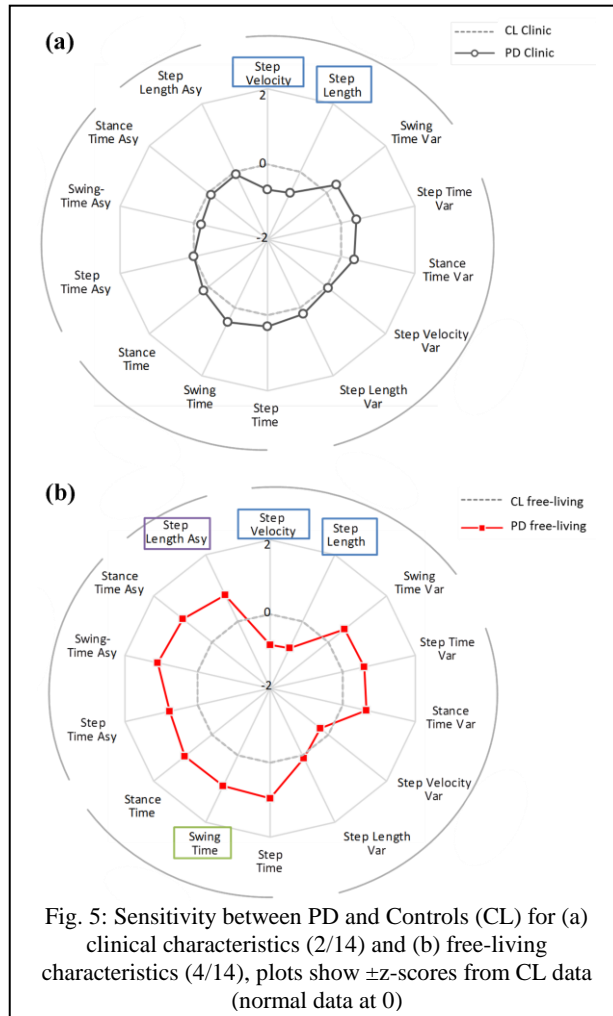 (a)
CL Clinic
PD Clinic
Step
Velocity
Step
Length
Swing
Time Var
Step Time
Var
Stance
Time Var
Step Velocity
Var
Step Length
Var
Step
Time
Swing
Time
Stance
Time
Step
Time Asy
Swing-
Time Asy
Stance
Time Asy
Step
Length Asy
2
0
-2
(b)
CL free-living
PD free-living
Step
Velocity
Step
Length
Swing
Time Var
Step Time
Var
Stance
Time Var
Step Velocity
Var
Step Length
Var
Step
Time
Swing
Time
Stance
Time
Step
Time Asy
Swing-
Time Asy
Stance
Time Asy
Step
Length Asy
2
0
-2
Fig. 5: Sensitivity between PD and Controls (CL) for (a)
clinical characteristics (2/14) and (b) free-living
characteristics (4/14), plots show ±z-scores from CL data
(normal data at 0)